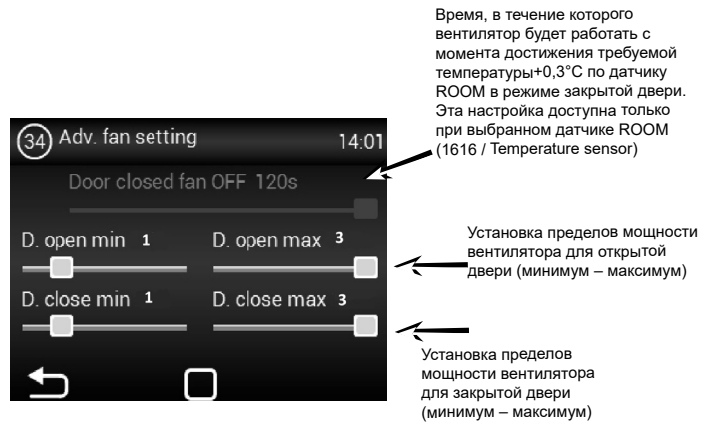 Время, в течение которого
вентилятор будет работать с
момента достижения требуемой
температуры+0,3°C по датчику
ROOM в режиме закрытой двери.
Эта настройка доступна только
при выбранном датчике ROOM
(1616 / Temperature sensor)
34 Adv. fan setting 14:01
Door closed fan OFF 120s
D. open min 1 D. open max 3
D. close min 1 D. close max 3
Установка пределов мощности
вентилятора для открытой
двери (минимум – максимум)
Установка пределов
мощности вентилятора
для закрытой двери
(минимум – максимум)